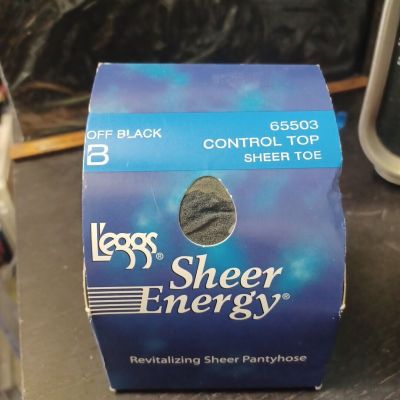 OFF BLACK
B
65503
CONTROL TOP
SHEER TOE
L'eggs®
Sheer
Energy®
Revitalizing Sheer Pantyhose